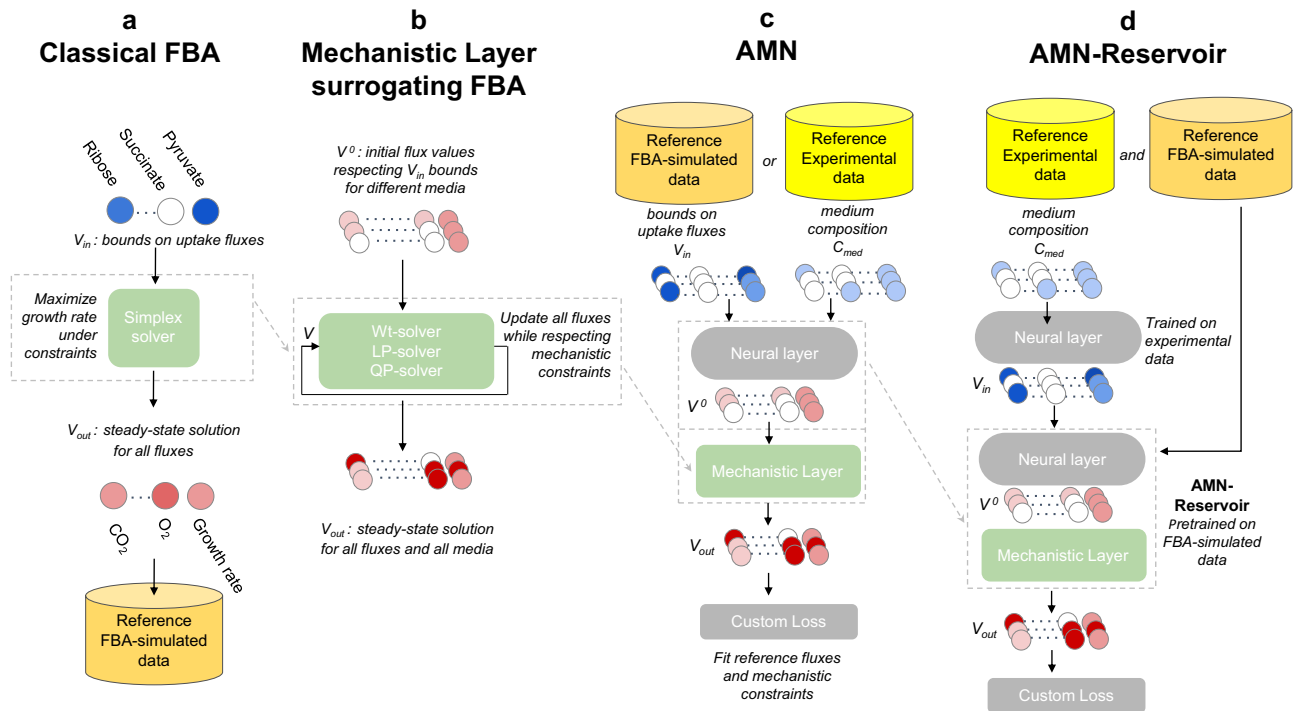 a
Classical FBA
Ribose
Succinate
Pyruvate
V_in : bounds on uptake fluxes
Maximize
growth rate
under
constraints
Simplex
solver
V_out : steady-state solution
for all fluxes
CO_2
O_2
Growth rate
Reference
FBA-simulated
data
b
Mechanistic Layer
surrogating FBA
V^0 : initial flux values
respecting V_in bounds
for different media
V
Wt-solver
LP-solver
QP-solver
Update all fluxes
while respecting
mechanistic
constraints
V_out : steady-state solution
for all fluxes and all media
c
AMN
Reference
FBA-simulated
data
or
Reference
Experimental
data
bounds on
uptake fluxes
V_in
medium
composition
C_med
Neural layer
V^0
Mechanistic Layer
V_out
Custom Loss
Fit reference fluxes
and mechanistic
constraints
d
AMN-Reservoir
Reference
Experimental
data
and
Reference
FBA-simulated
data
medium
composition
C_med
Neural layer
Trained on
experimental
data
V_in
Neural layer
V^0
Mechanistic Layer
AMN-
Reservoir
Pretrained on
FBA-simulated
data
V_out
Custom Loss